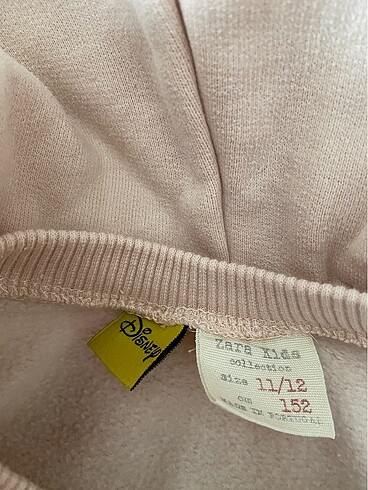 Disney
Zara Kids
collection
size 11/12
cm 152
MADE IN PORTUGAL